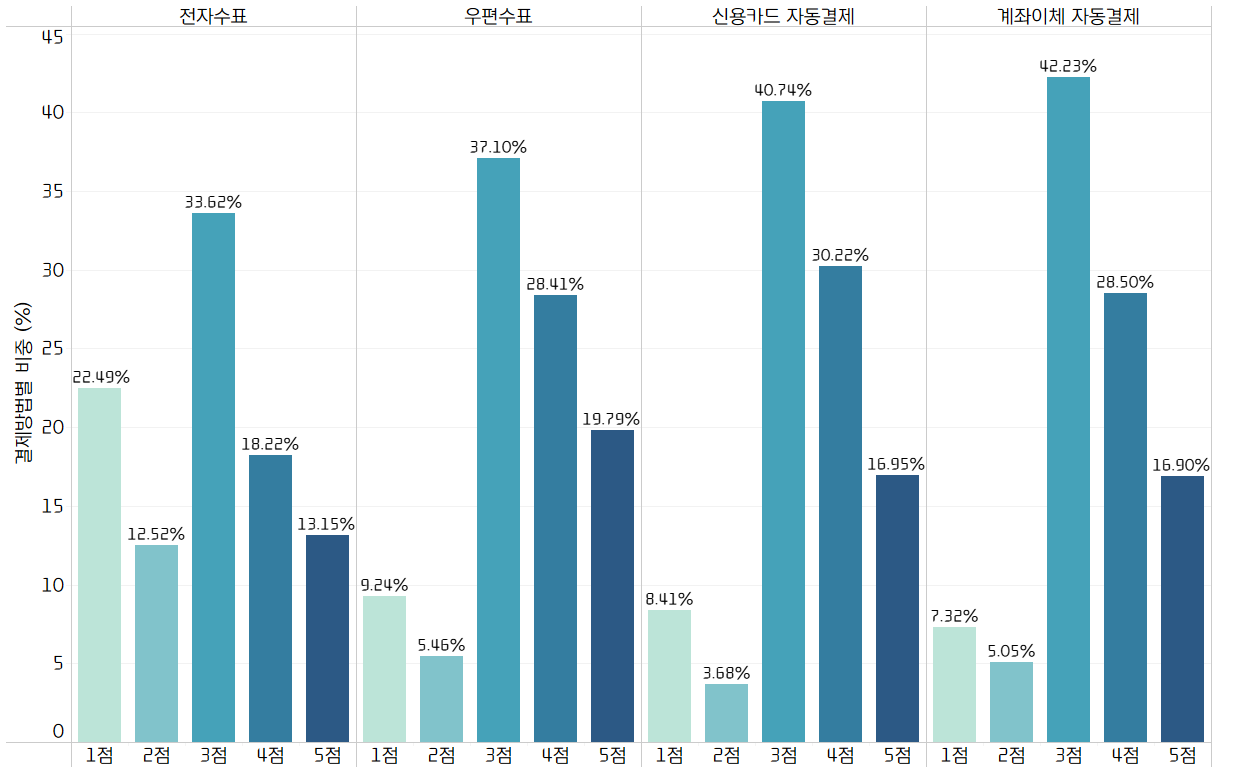 전자수표 우편수표 신용카드 자동결제 계좌이체 자동결제
결제방법별 비중 (%)
45
40
35
30
25
20
15
10
5
0
22.49% 12.52% 33.62% 18.22% 13.15%
9.24% 5.46% 37.10% 28.41% 19.79%
8.41% 3.68% 40.74% 30.22% 16.95%
7.32% 5.05% 42.23% 28.50% 16.90%
1점 2점 3점 4점 5점 1점 2점 3점 4점 5점 1점 2점 3점 4점 5점 1점 2점 3점 4점 5점